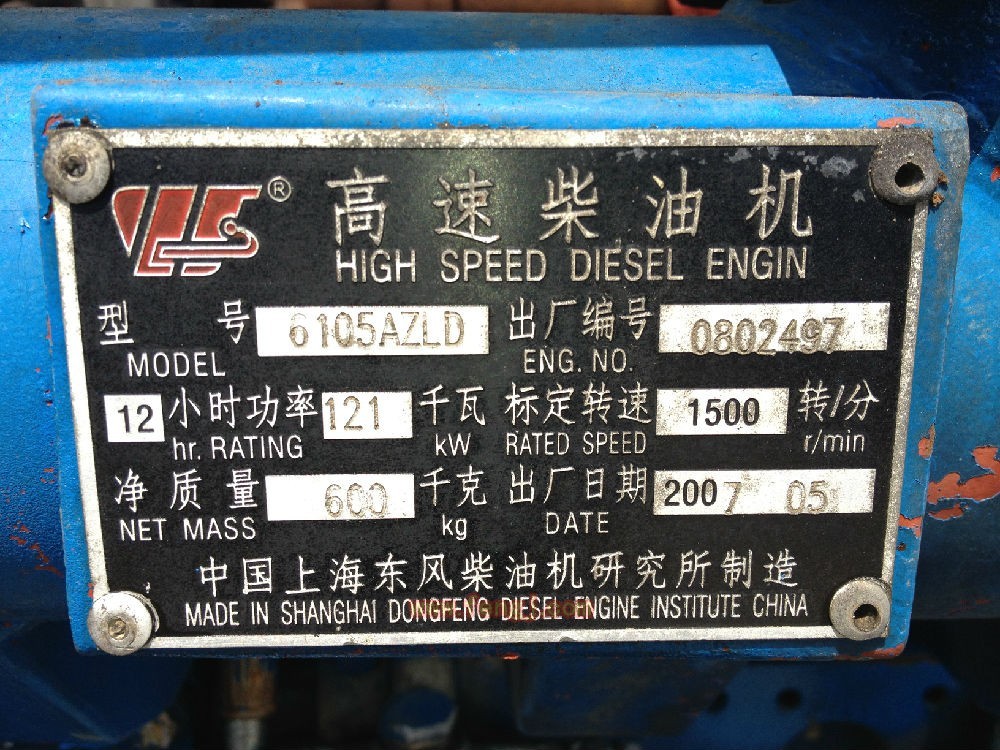 ®
高速柴油机
HIGH SPEED DIESEL ENGIN
型 号 6105AZLD 出厂编号 0802497
MODEL ENG. NO.
12 小时功率 121 千瓦 标定转速 1500 转/分
hr. RATING kW RATED SPEED r/min
净质量 600 千克 出厂日期 2007 05
NET MASS kg DATE
中国上海东风柴油机研究所制造
MADE IN SHANGHAI DONGFENG DIESEL ENGINE INSTITUTE CHINA